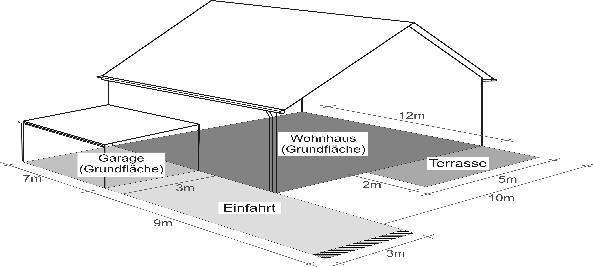 12m
Wohnhaus
(Grundfläche)
Garage
(Grundfläche)
Terrasse
7m
3m
2m
5m
Einfahrt
10m
9m
3m